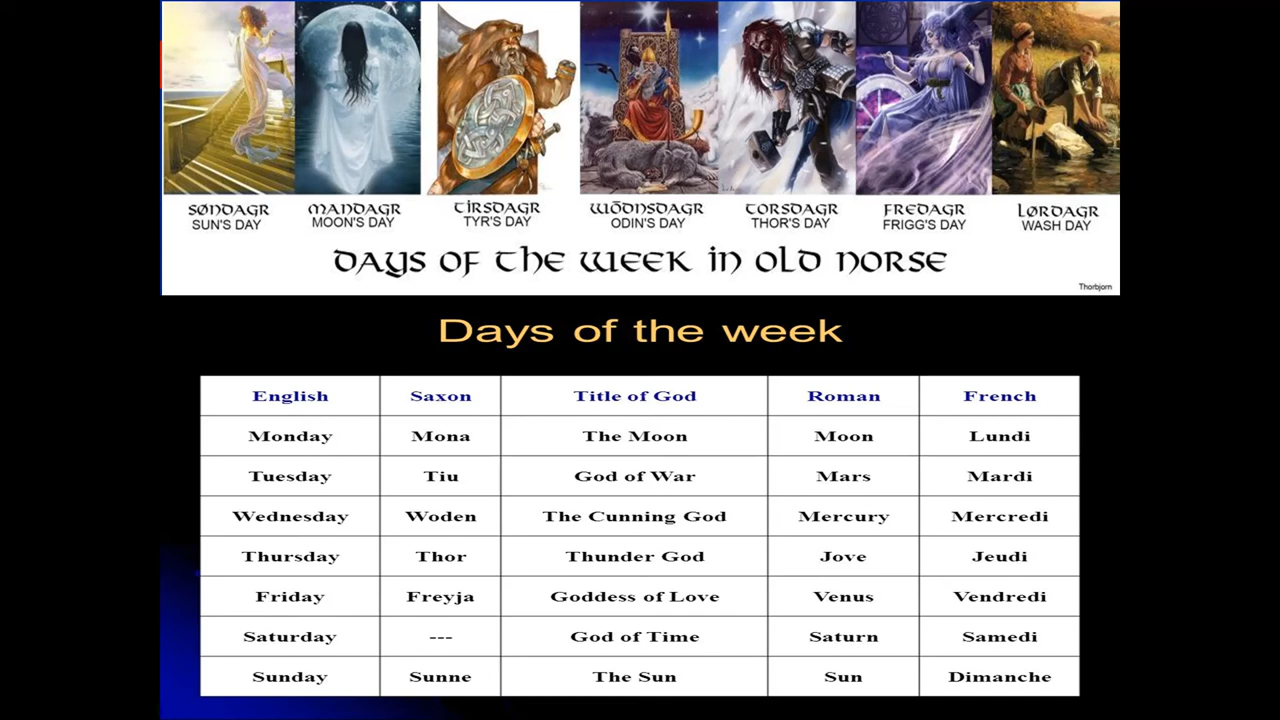 SØNDAGR MANDAGR TIRSDAGR WŌDNSDAGR TORSDAGR FREDAGR LØRDAGR
SUN'S DAY MOON'S DAY TYR'S DAY ODIN'S DAY THOR'S DAY FRIGG'S DAY WASH DAY
DAYS OF THE WEEK IN OLD NORSE
Thorbjorn
Days of the week
English Saxon Title of God Roman French
Monday Mona The Moon Moon Lundi
Tuesday Tiu God of War Mars Mardi
Wednesday Woden The Cunning God Mercury Mercredi
Thursday Thor Thunder God Jove Jeudi
Friday Freyja Goddess of Love Venus Vendredi
Saturday --- God of Time Saturn Samedi
Sunday Sunne The Sun Sun Dimanche